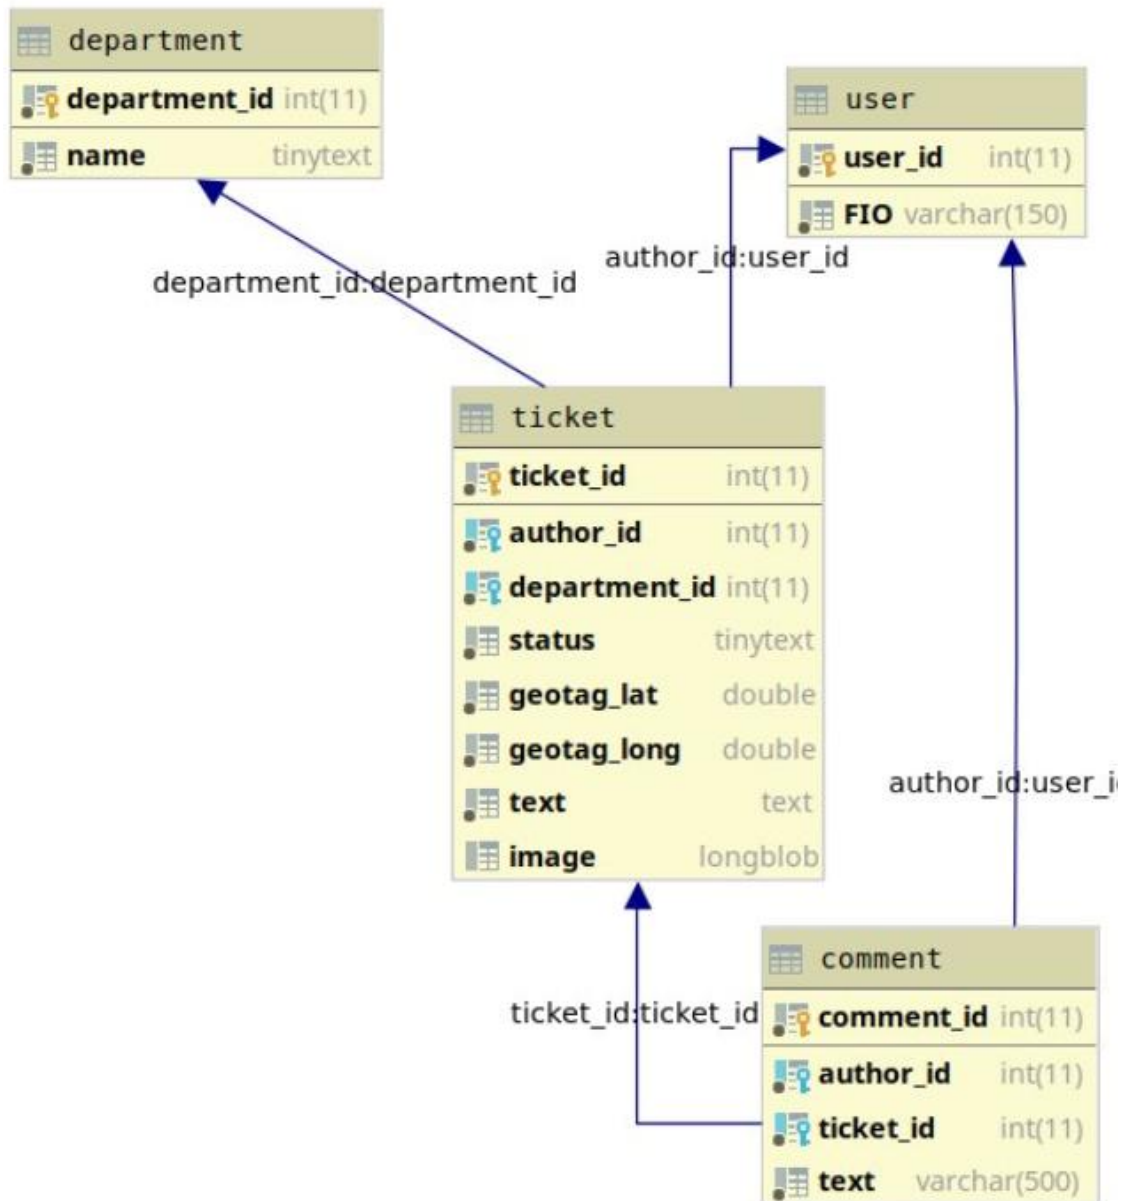 department
department_id int(11)
name tinytext
user
user_id int(11)
FIO varchar(150)
author_id:user_id
department_id:department_id
ticket
ticket_id int(11)
author_id int(11)
department_id int(11)
status tinytext
geotag_lat double
geotag_long double
text text
image longblob
author_id:user_i
comment
ticket_id:ticket_id
comment_id int(11)
author_id int(11)
ticket_id int(11)
text varchar(500)